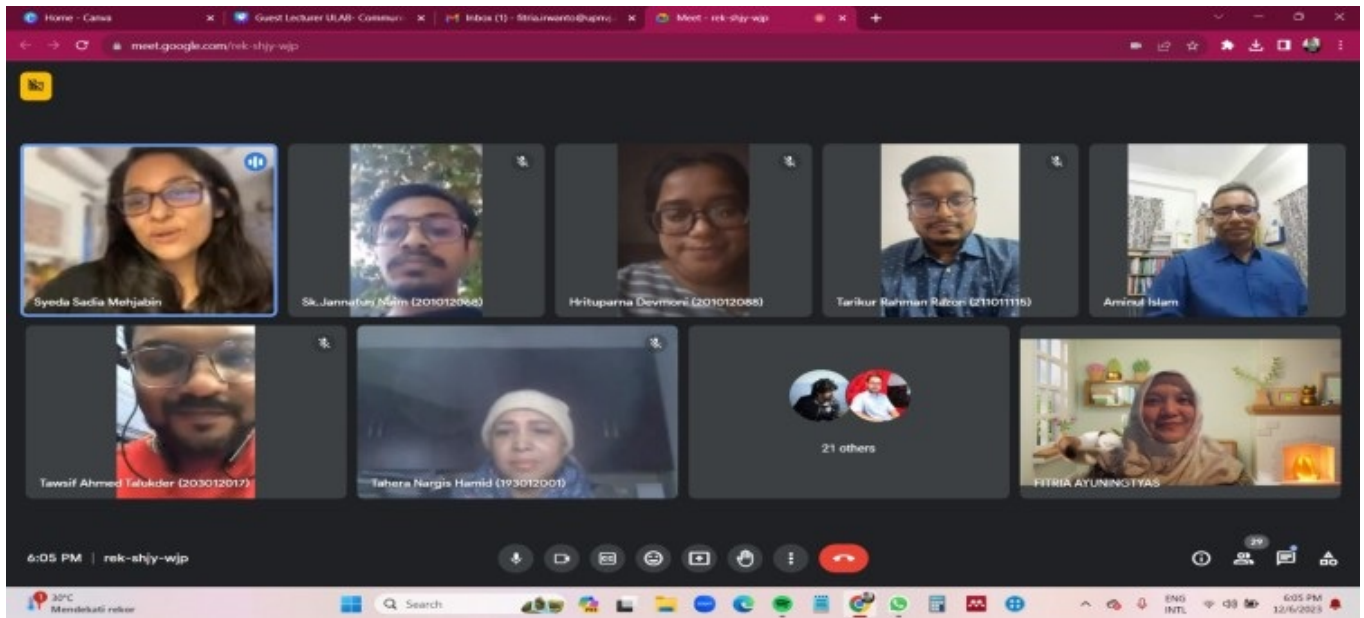 Home - Canva
Guest Lecturer ULAB- Communi
Inbox (1) - fitria.irwanto@upmj.
Meet - rek-shjy-wjp
meet.google.com/rek-shjy-wjp
Syeda Sadia Mehjabin
Sk. Jannatun Naim (201012068)
Hrituparna Devmoni (201012088)
Tarikur Rahman Raton (211011115)
Aminul Islam
Tawsif Ahmed Talukder (203012017)
Tahera Nargis Hamid (193012001)
21 others
FITRIA AYUNINGTYAS
6:05 PM | rek-shjy-wjp
29
30°C
Mendekati rekor
Search
ENG
INTL
6:05 PM
12/6/2023